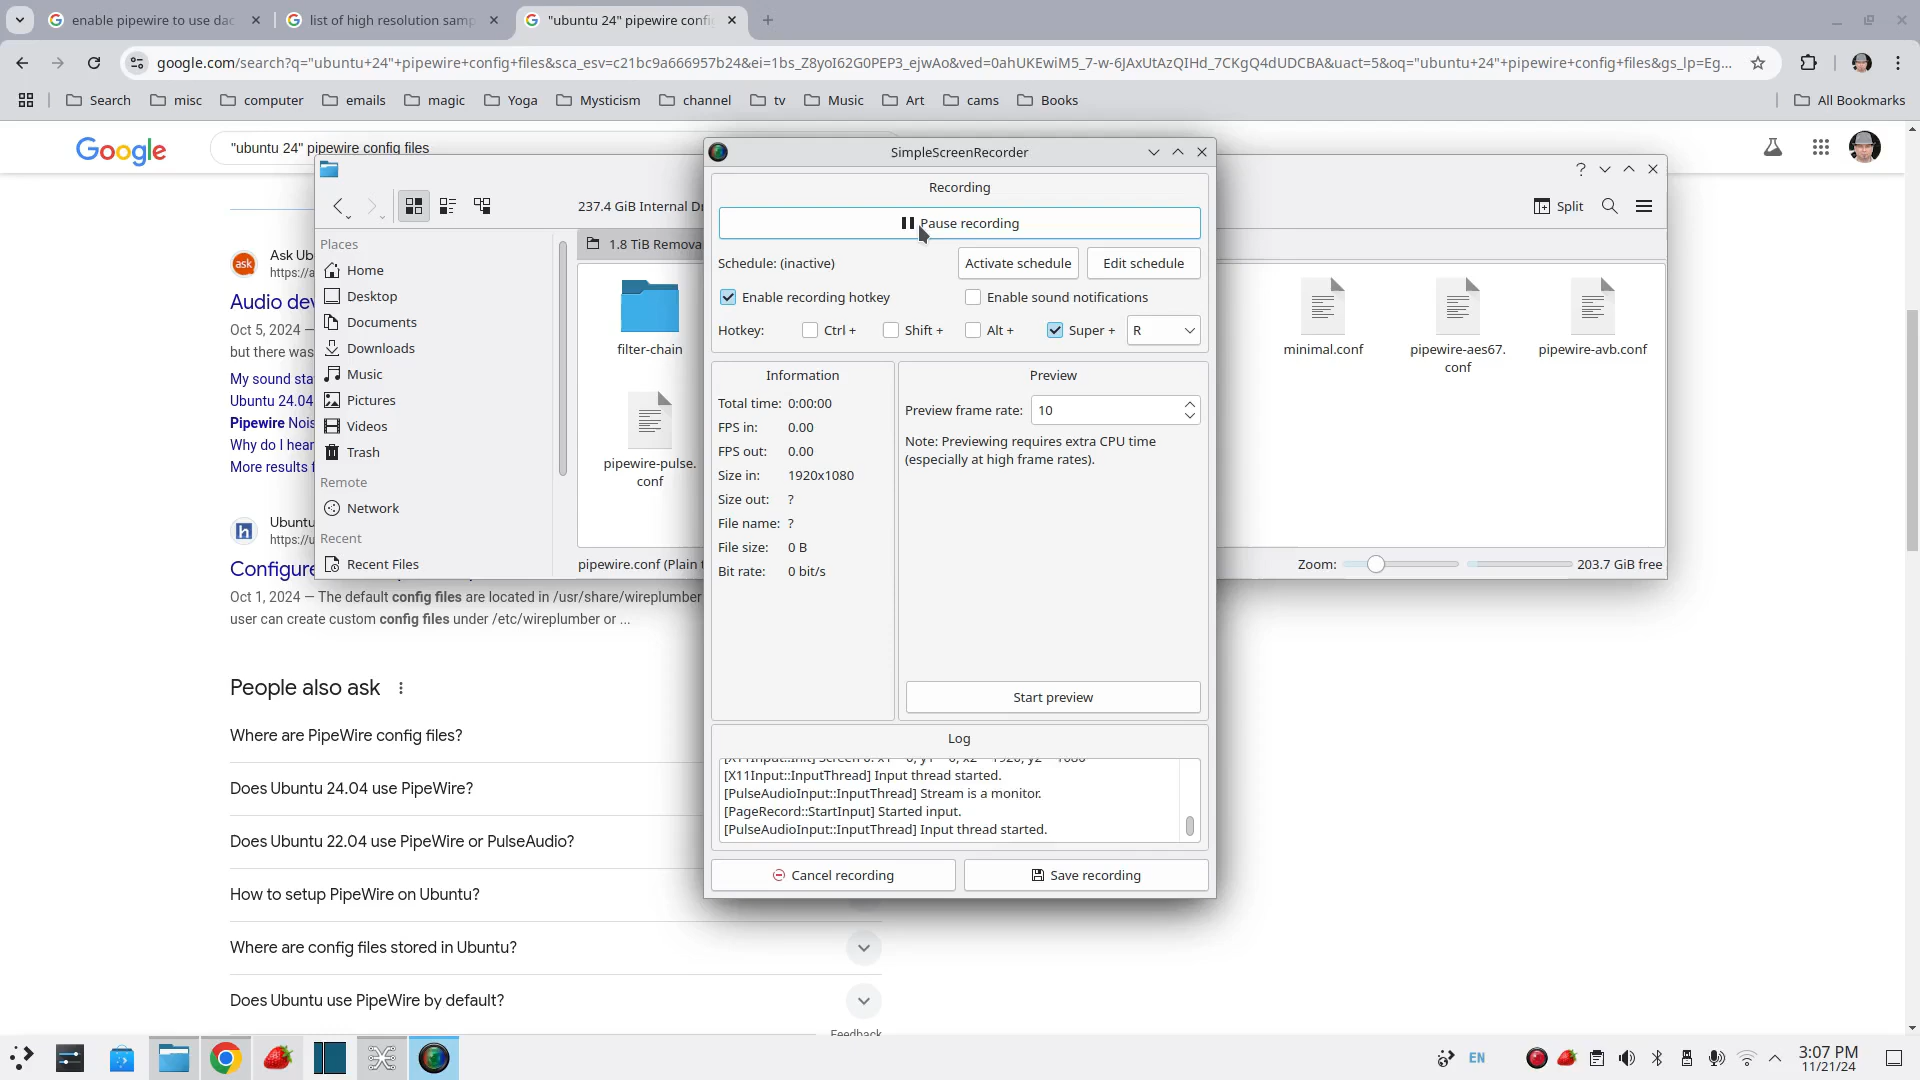 enable pipewire to use dac
list of high resolution samp
"ubuntu 24" pipewire confi
google.com/search?q="ubuntu+24"+pipewire+config+files&sca_esv=c21bc9a666957b24&ei=1bs_Z8yoI62G0PEP3_ejwAo&ved=0ahUKEwiM5_7-w-6JAxUtAzQIHd_7CKgQ4dUDCBA&uact=5&oq="ubuntu+24"+pipewire+config+files&gs_lp=Eg...
Search misc computer emails magic Yoga Mysticism channel tv Music Art cams Books All Bookmarks
Google
"ubuntu 24" pipewire config files
SimpleScreenRecorder
Recording
237.4 GiB Internal Dr
Pause recording
Split
Places
1.8 TiB Remova
ask
Ask Ub
https://a
Home
Schedule: (inactive)
Activate schedule
Edit schedule
Desktop
Enable recording hotkey
Enable sound notifications
Audio dev
Oct 5, 2024 —
Documents
Hotkey:
Ctrl +
Shift +
Alt +
Super +
R
but there was
Downloads
filter-chain
minimal.conf
pipewire-aes67.
conf
pipewire-avb.conf
My sound sta
Music
Information
Preview
Ubuntu 24.04
Pictures
Total time: 0:00:00
Preview frame rate: 10
Pipewire Nois
Videos
FPS in: 0.00
Note: Previewing requires extra CPU time
(especially at high frame rates).
Why do I hear
Trash
FPS out: 0.00
More results f
pipewire-pulse.
conf
Size in: 1920x1080
Remote
Size out: ?
Network
File name: ?
Ubuntu
https://u
Recent
File size: 0 B
Configure
Recent Files
pipewire.conf (Plain t
Bit rate: 0 bit/s
Zoom:
203.7 GiB free
Oct 1, 2024 — The default config files are located in /usr/share/wireplumber
user can create custom config files under /etc/wireplumber or ...
People also ask
Start preview
Where are PipeWire config files?
Log
[X11Input::Init] Screen 0: x1 = 0, y1 = 0, x2 = 1920, y2 = 1080
[X11Input::InputThread] Input thread started.
Does Ubuntu 24.04 use PipeWire?
[PulseAudioInput::InputThread] Stream is a monitor.
[PageRecord::StartInput] Started input.
[PulseAudioInput::InputThread] Input thread started.
Does Ubuntu 22.04 use PipeWire or PulseAudio?
Cancel recording
Save recording
How to setup PipeWire on Ubuntu?
Where are config files stored in Ubuntu?
Does Ubuntu use PipeWire by default?
Feedback
EN
3:07 PM
11/21/24